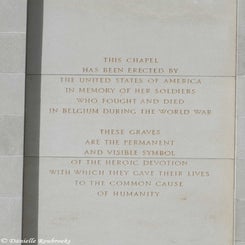 THIS CHAPEL
HAS BEEN ERECTED BY
THE UNITED STATES OF AMERICA
IN MEMORY OF HER SOLDIERS
WHO FOUGHT AND DIED
IN BELGIUM DURING THE WORLD WAR
THESE GRAVES
ARE THE PERMANENT
AND VISIBLE SYMBOL
OF THE HEROIC DEVOTION
WITH WHICH THEY GAVE THEIR LIVES
TO THE COMMON CAUSE
OF HUMANITY
© Danielle Roubroeks